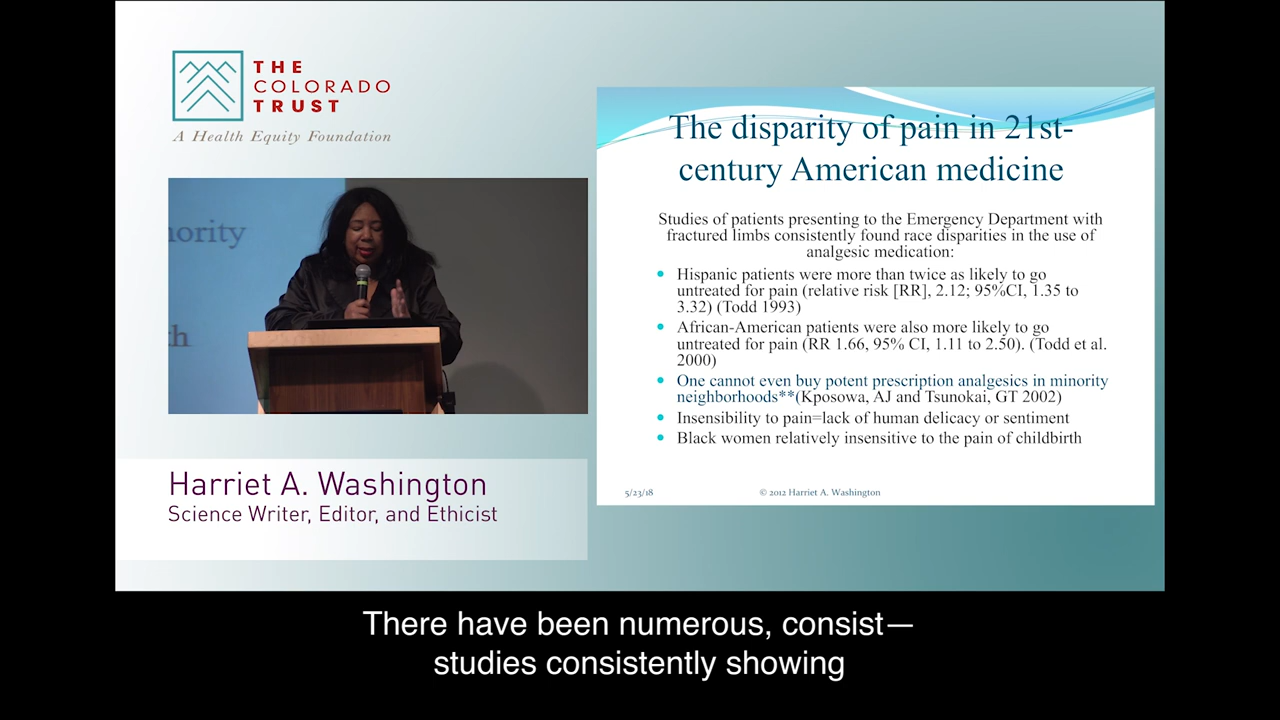 THE
COLORADO
TRUST
A Health Equity Foundation
nority
th
Harriet A. Washington
Science Writer, Editor, and Ethicist
The disparity of pain in 21st-
century American medicine
Studies of patients presenting to the Emergency Department with
fractured limbs consistently found race disparities in the use of
analgesic medication:
• Hispanic patients were more than twice as likely to go
untreated for pain (relative risk [RR], 2.12; 95%CI, 1.35 to
3.32) (Todd 1993)
• African-American patients were also more likely to go
untreated for pain (RR 1.66, 95% CI, 1.11 to 2.50). (Todd et al.
2000)
• One cannot even buy potent prescription analgesics in minority
neighborhoods**(Kposowa, AJ and Tsunokai, GT 2002)
• Insensibility to pain=lack of human delicacy or sentiment
• Black women relatively insensitive to the pain of childbirth
5/23/18
© 2012 Harriet A. Washington
There have been numerous, consist—
studies consistently showing